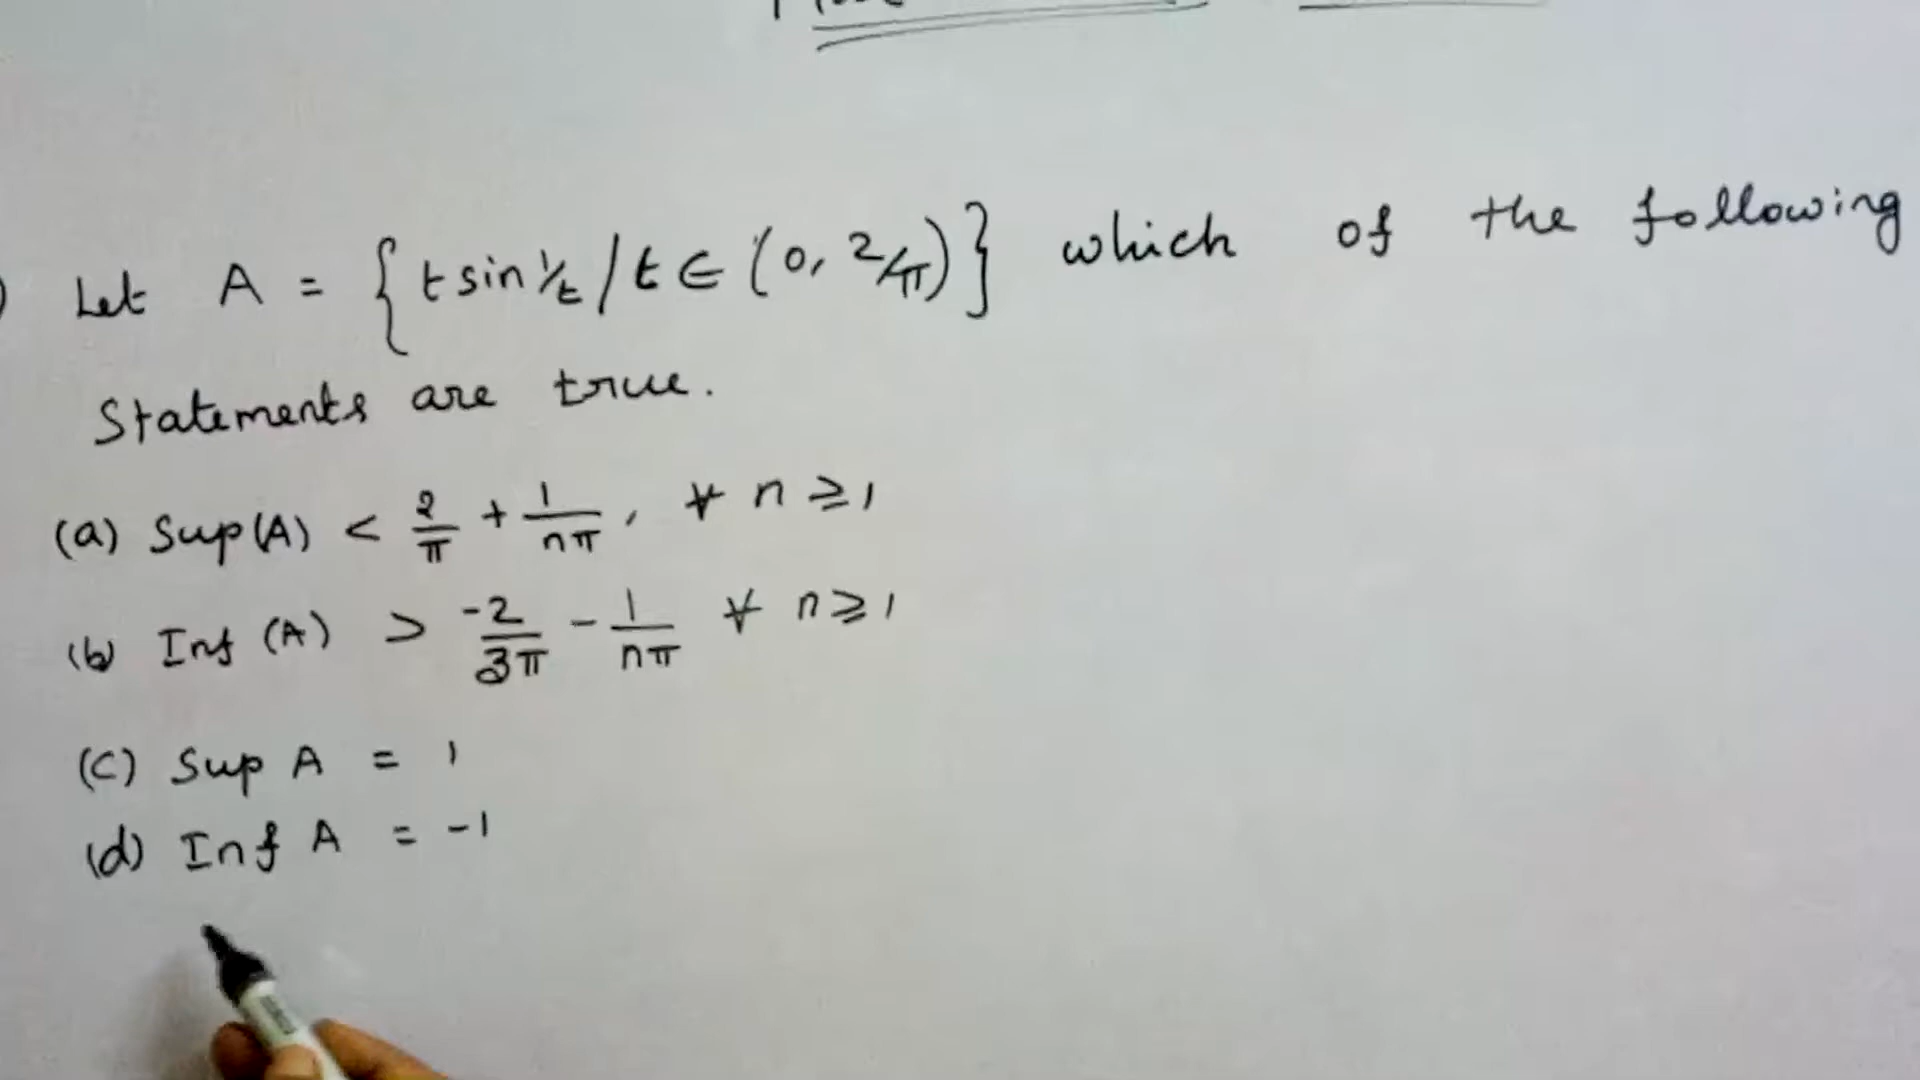 ) Let A = { t sin 1/t / t ∈ (0, 2/π) } which of the following
Statements are true.
(a) Sup(A) < 2/π + 1/nπ, ∀ n ≥ 1
(b) Inf (A) > -2/3π - 1/nπ ∀ n ≥ 1
(c) Sup A = 1
(d) Inf A = -1